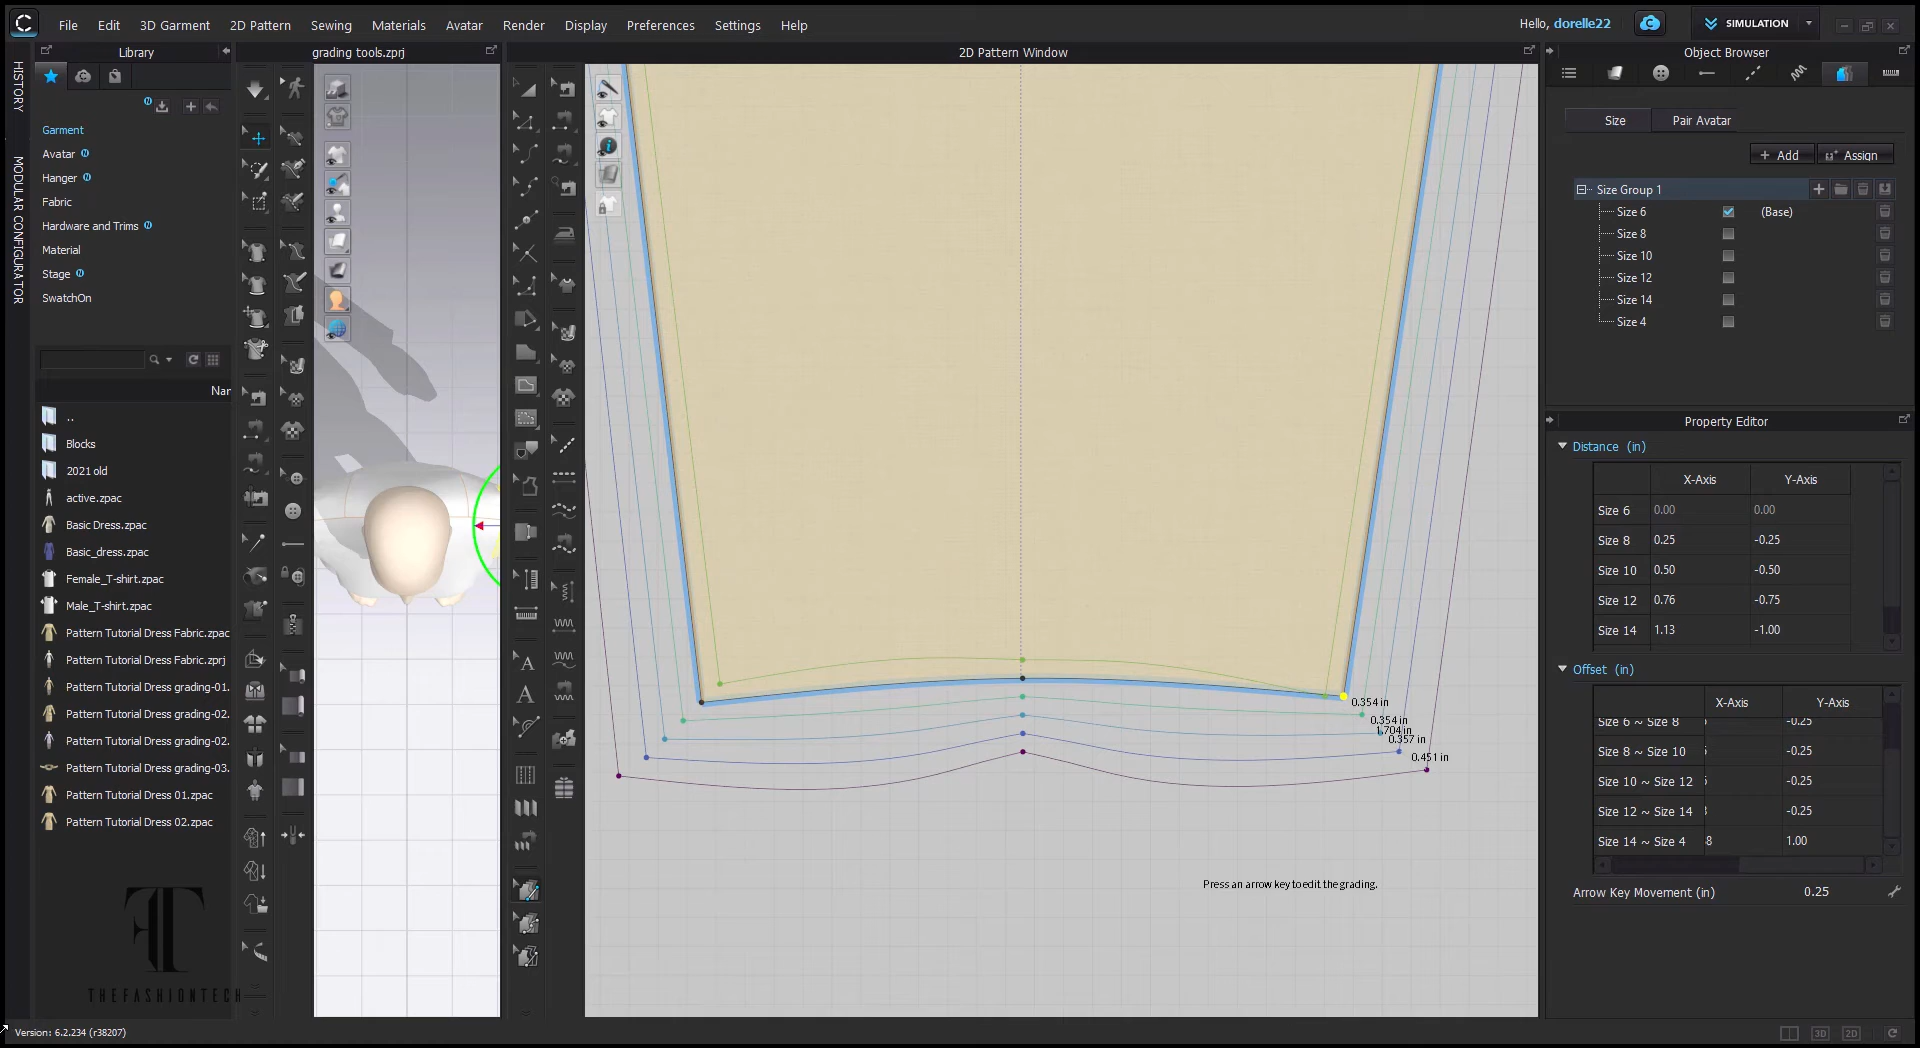 File Edit 3D Garment 2D Pattern Sewing Materials Avatar Render Display Preferences Settings Help
Hello, dorelle22
SIMULATION
Library
grading tools.zprj
2D Pattern Window
Object Browser
HISTORY
MODULAR CONFIGURATOR
Garment
Avatar
Hanger
Fabric
Hardware and Trims
Material
Stage
SwatchOn
Nar
..
Blocks
2021 old
active.zpac
Basic Dress.zpac
Basic_dress.zpac
Female_T-shirt.zpac
Male_T-shirt.zpac
Pattern Tutorial Dress Fabric.zpac
Pattern Tutorial Dress Fabric.zprj
Pattern Tutorial Dress grading-01.
Pattern Tutorial Dress grading-02.
Pattern Tutorial Dress grading-02.
Pattern Tutorial Dress grading-03.
Pattern Tutorial Dress 01.zpac
Pattern Tutorial Dress 02.zpac
THEFASHIONTECH
Version: 6.2.234 (r38207)
0.354 in
0.354 in
1.704 in
0.357 in
0.451 in
Press an arrow key to edit the grading.
Size Pair Avatar
+ Add Assign
Size Group 1
Size 6 (Base)
Size 8
Size 10
Size 12
Size 14
Size 4
Property Editor
Distance (in)
X-Axis Y-Axis
Size 6 0.00 0.00
Size 8 0.25 -0.25
Size 10 0.50 -0.50
Size 12 0.76 -0.75
Size 14 1.13 -1.00
Offset (in)
X-Axis Y-Axis
Size 6 ~ Size 8 -0.25
Size 8 ~ Size 10 -0.25
Size 10 ~ Size 12 -0.25
Size 12 ~ Size 14 -0.25
Size 14 ~ Size 4 8 1.00
Arrow Key Movement (in) 0.25
3D 2D